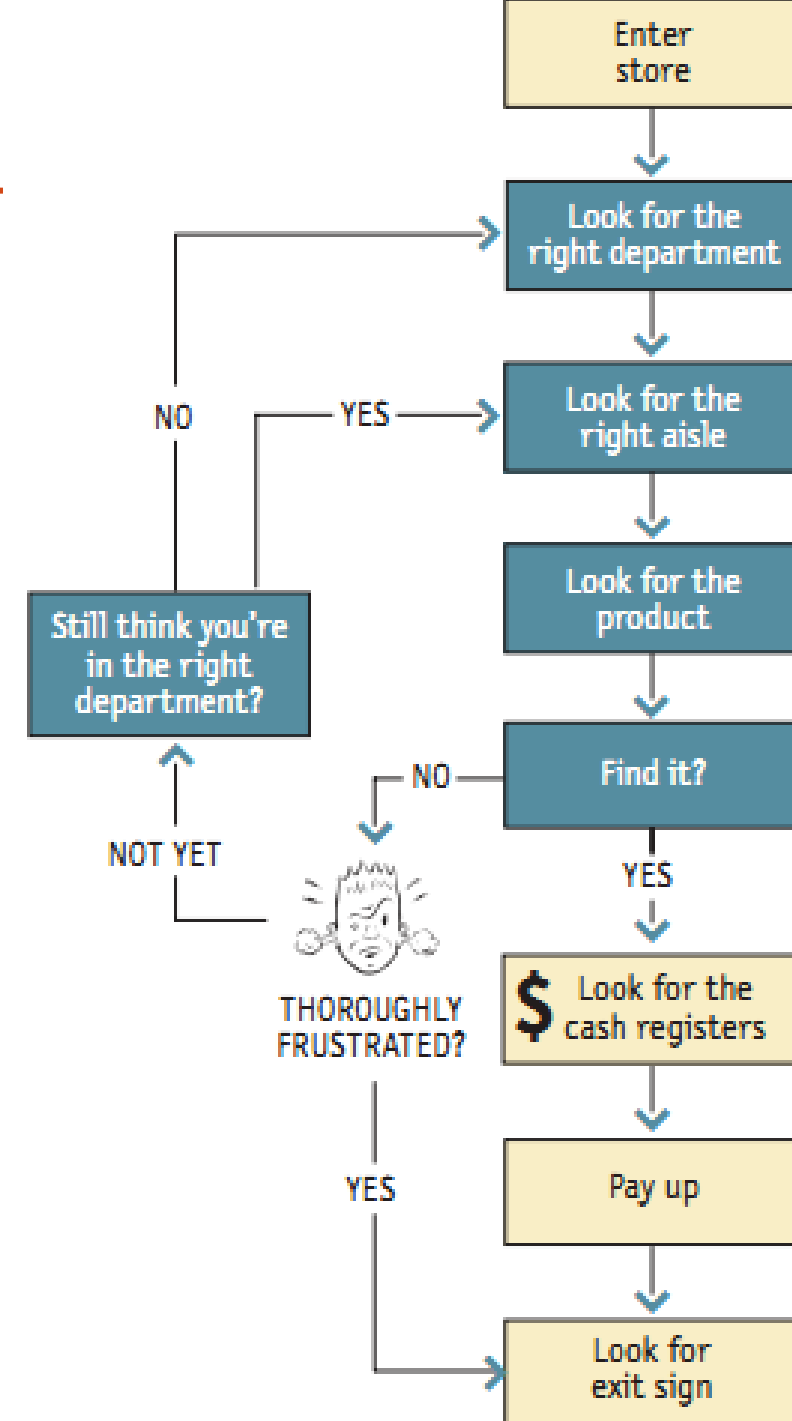 Enter
store
Look for the
right department
NO
YES
Look for the
right aisle
Look for the
product
Still think you're
in the right
department?
NO
Find it?
NOT YET
YES
THOROUGHLY
FRUSTRATED?
$ Look for the
cash registers
YES
Pay up
Look for
exit sign